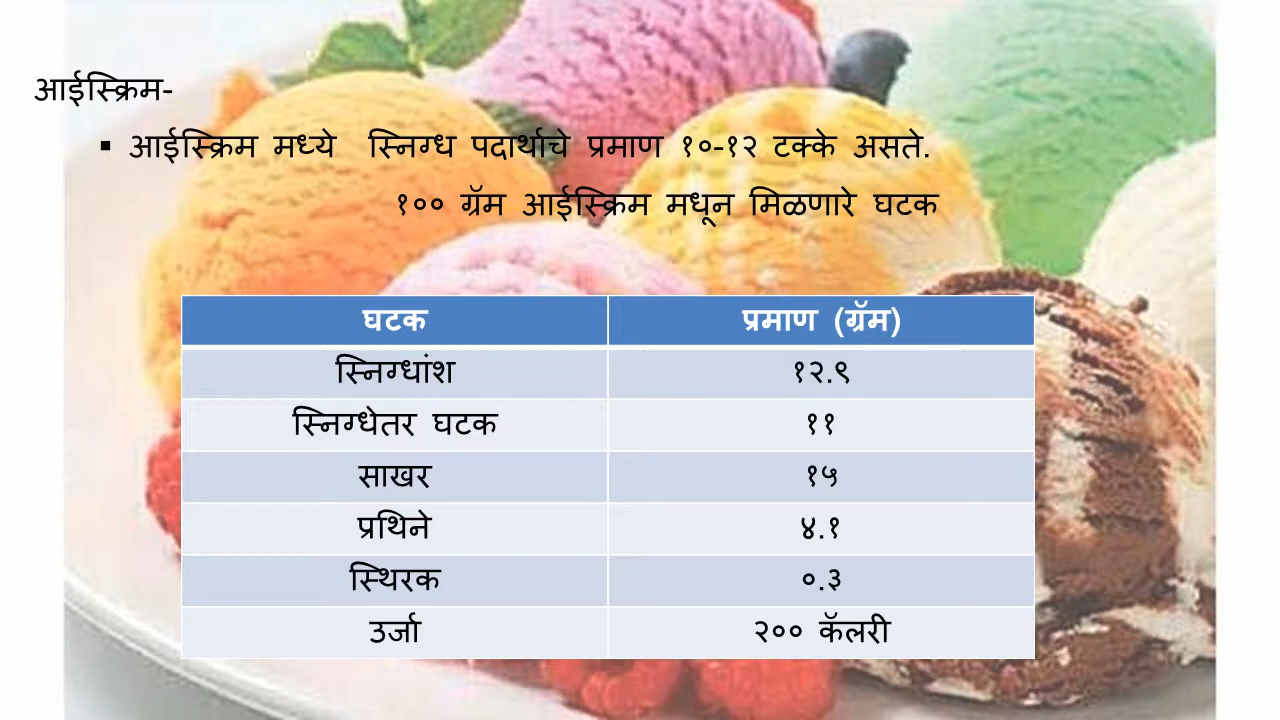 आईस्क्रिम-
▪ आईस्क्रिम मध्ये स्निग्ध पदार्थाचे प्रमाण १०-१२ टक्के असते.
१०० ग्रॅम आईस्क्रिम मधून मिळणारे घटक
घटक प्रमाण (ग्रॅम)
स्निग्धांश १२.९
स्निग्धेतर घटक ११
साखर १५
प्रथिने ४.१
स्थिरक ०.३
उर्जा २०० कॅलरी